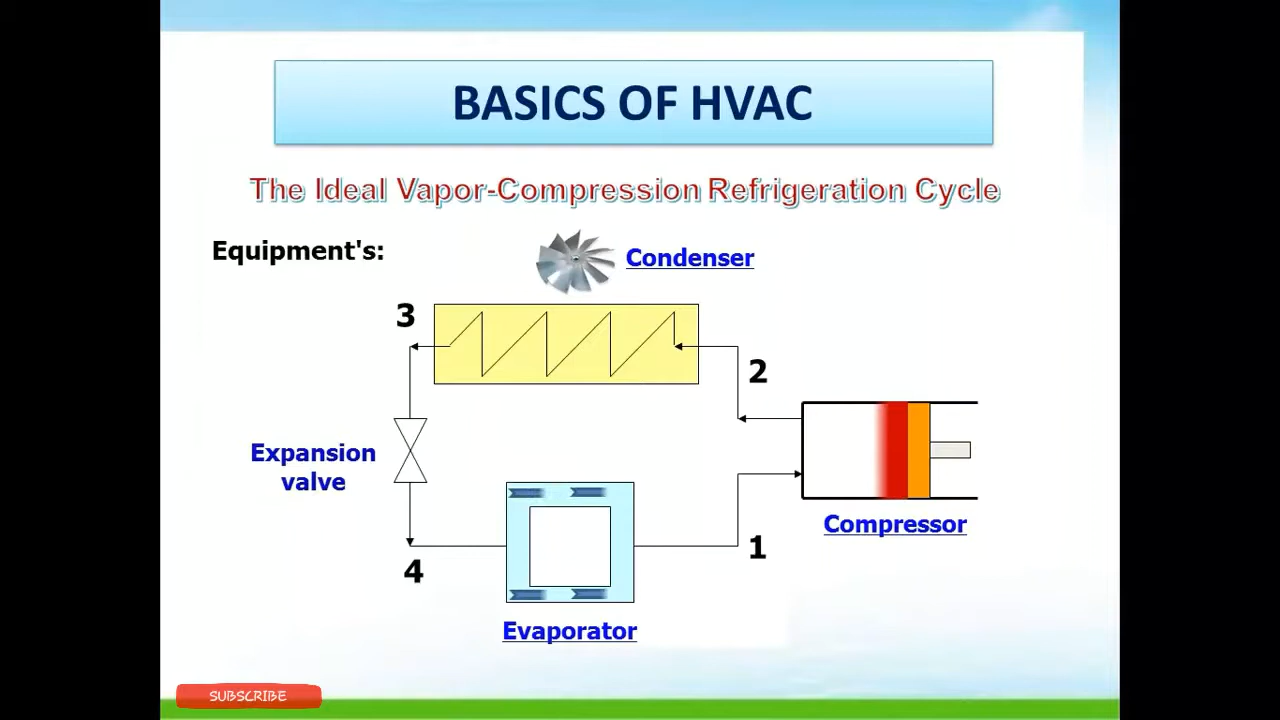 BASICS OF HVAC
The Ideal Vapor-Compression Refrigeration Cycle
Equipment's:
Condenser
3
2
Expansion
valve
Compressor
1
4
Evaporator
SUBSCRIBE